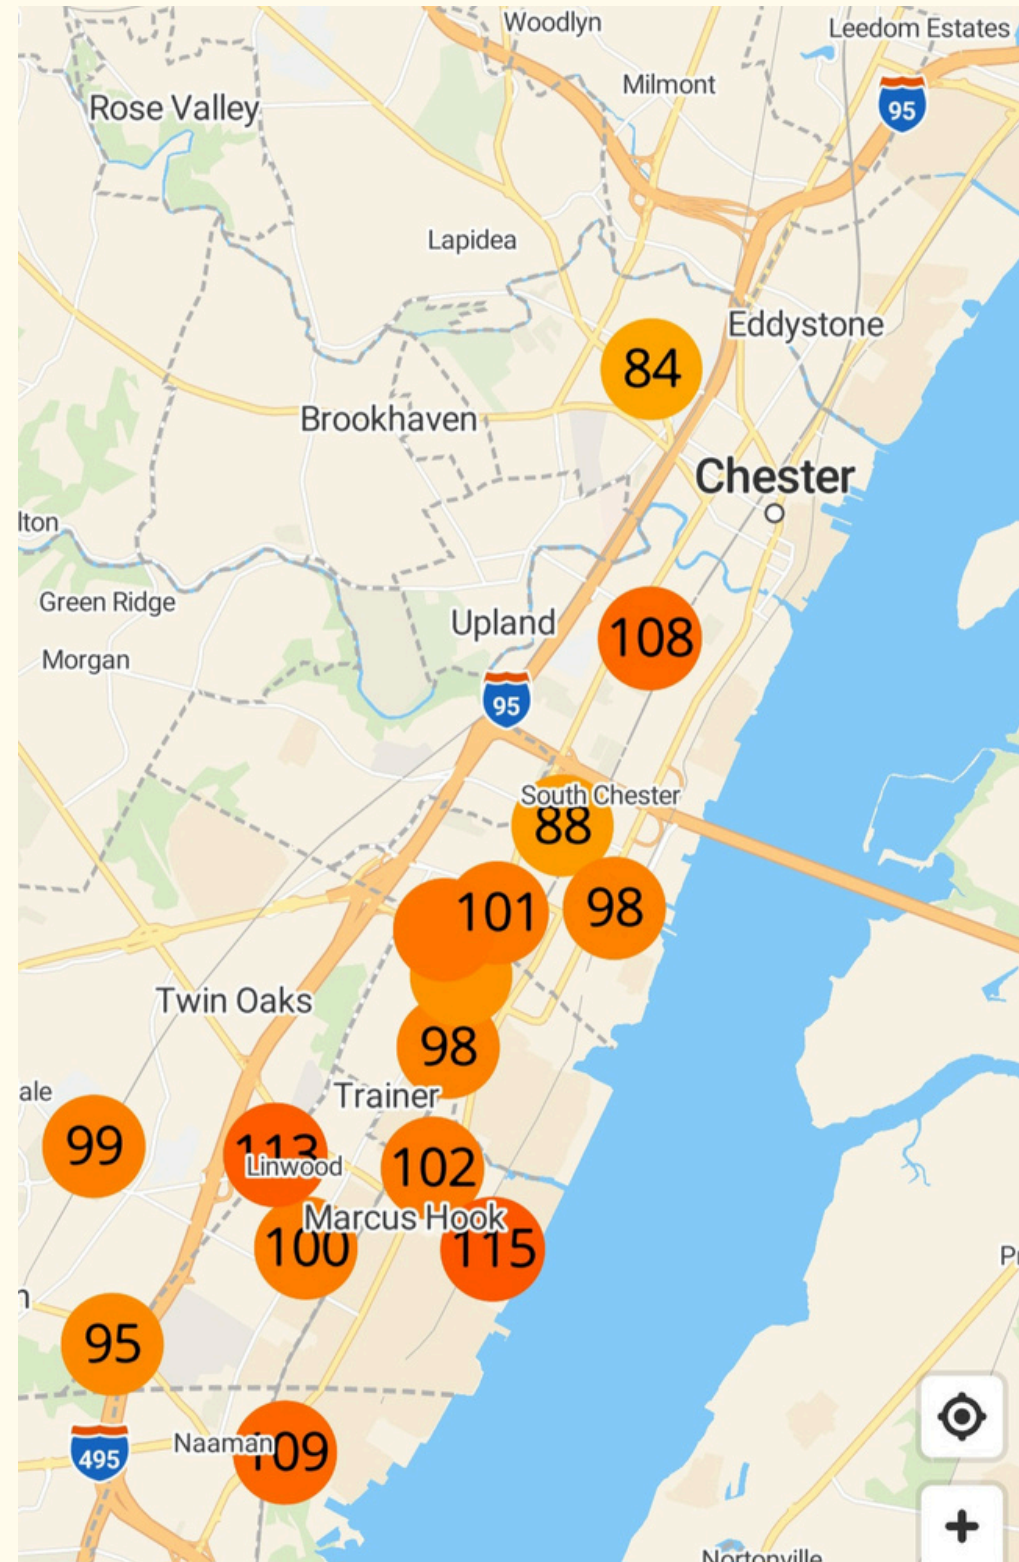 Woodlyn
Leedom Estates
Milmont
95
Rose Valley
Lapidea
Eddystone
84
Brookhaven
Chester
lton
Green Ridge
Upland
108
Morgan
95
South Chester
88
101
98
Twin Oaks
98
ale
Trainer
99
113
Linwood
102
Marcus Hook
100
115
95
Naaman
109
495
Nortonville